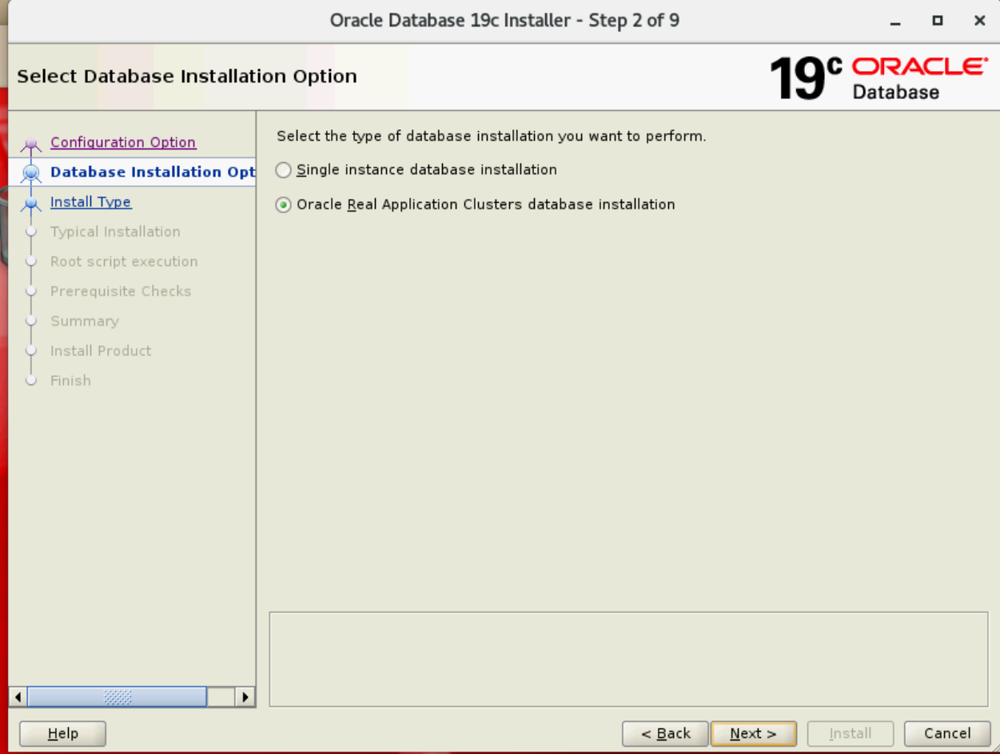 Oracle Database 19c Installer - Step 2 of 9
Select Database Installation Option
19c ORACLE
Database
Configuration Option
Database Installation Opt
Install Type
Typical Installation
Root script execution
Prerequisite Checks
Summary
Install Product
Finish
Select the type of database installation you want to perform.
Single instance database installation
Oracle Real Application Clusters database installation
Help
< Back
Next >
Install
Cancel